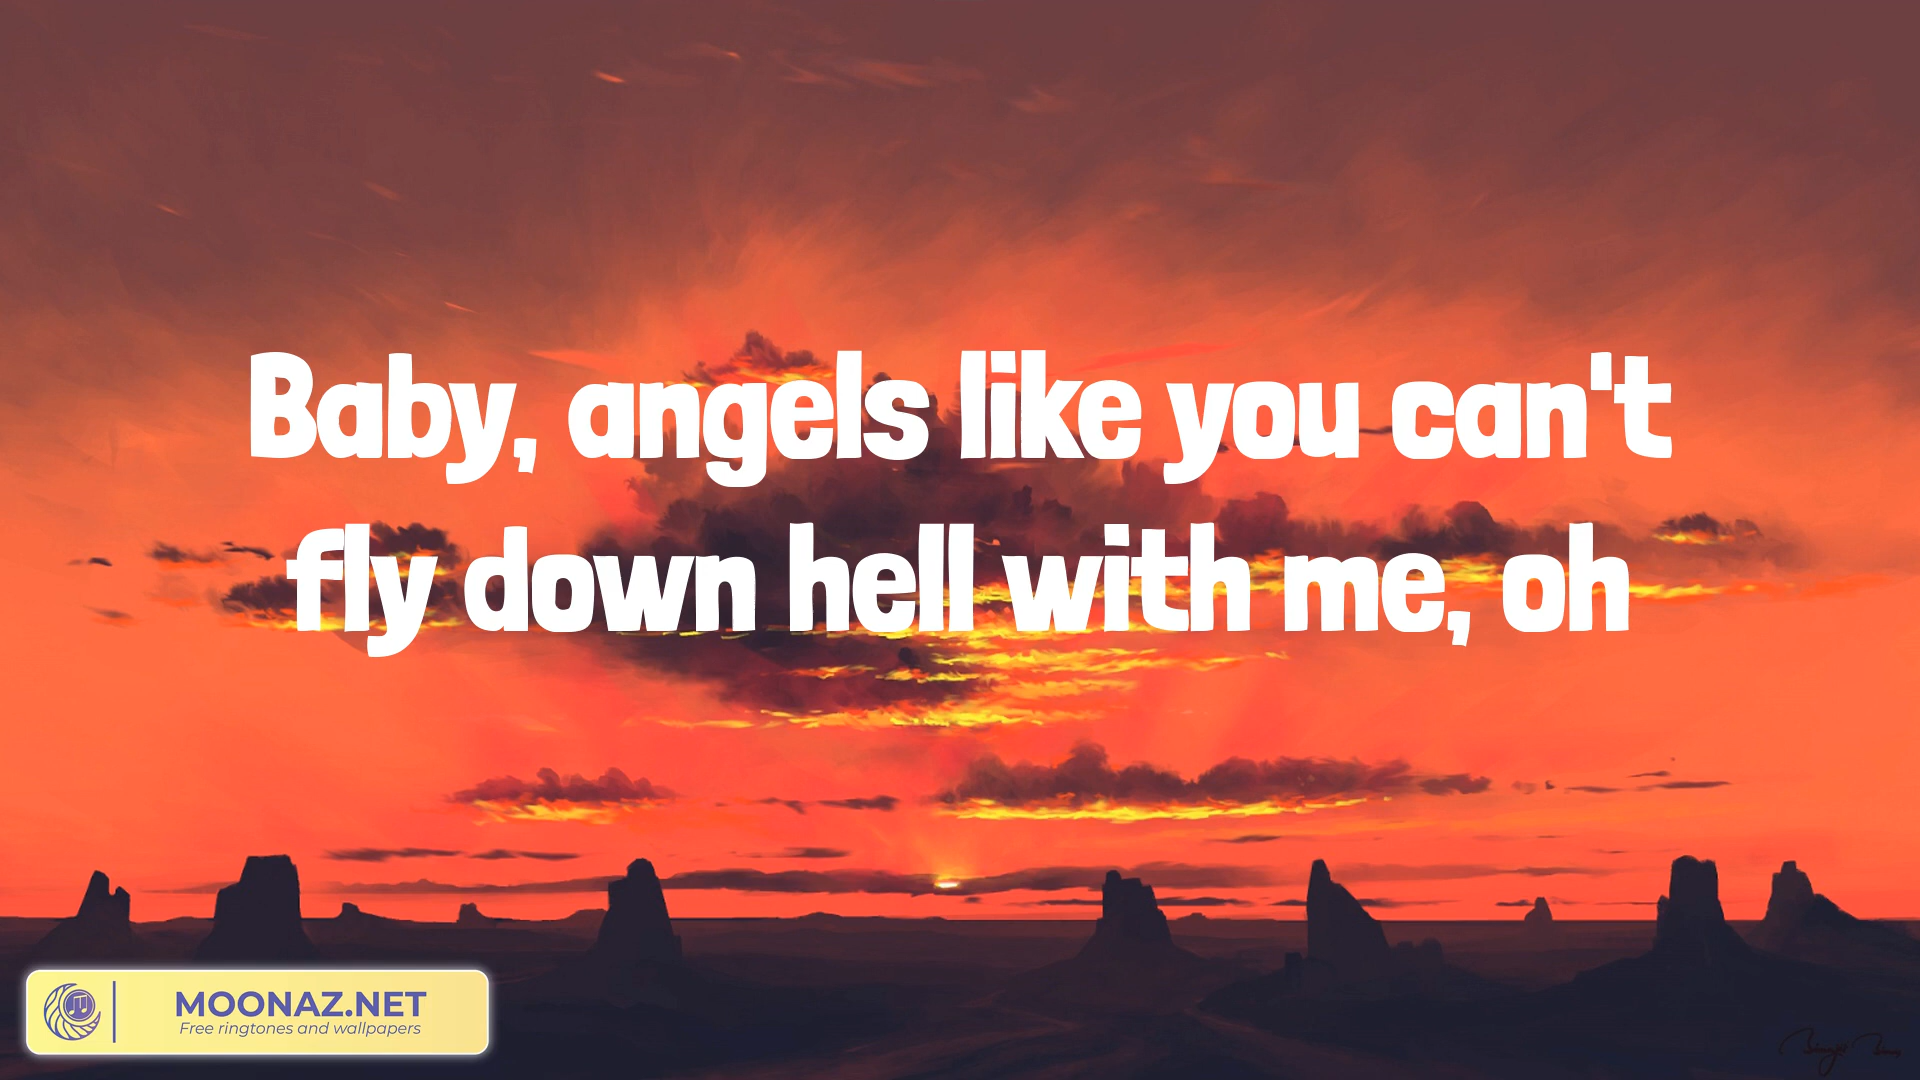 Baby, angels like you can't
fly down hell with me, oh
MOONAZ.NET
Free ringtones and wallpapers